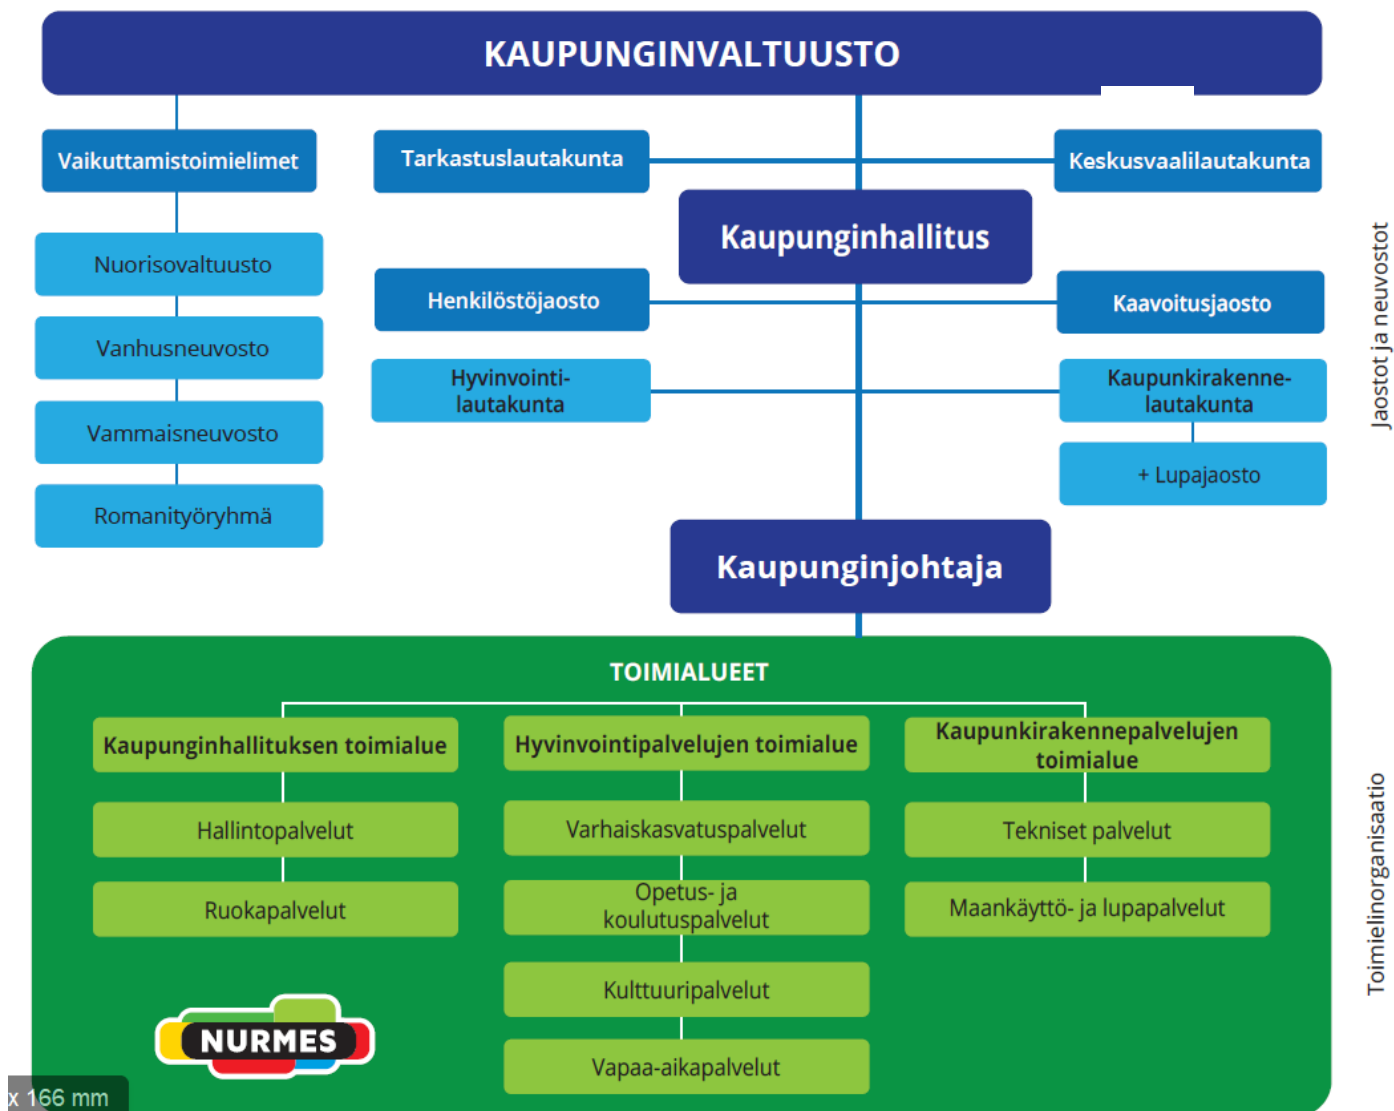 KAUPUNGINVALTUUSTO
Vaikuttamistoimielimet
Nuorisovaltuusto
Vanhusneuvosto
Vammaisneuvosto
Romanityöryhmä
Tarkastuslautakunta
Keskusvaalilautakunta
Kaupunginhallitus
Henkilöstöjaosto
Kaavoitusjaosto
Hyvinvointi-
lautakunta
Kaupunkirakenne-
lautakunta
+ Lupajaosto
Kaupunginjohtaja
Jaostot ja neuvostot
TOIMIALUEET
Kaupunginhallituksen toimialue
Hallintopalvelut
Ruokapalvelut
Hyvinvointipalvelujen toimialue
Varhaiskasvatuspalvelut
Opetus- ja
koulutuspalvelut
Kulttuuripalvelut
Vapaa-aikapalvelut
Kaupunkirakennepalvelujen
toimialue
Tekniset palvelut
Maankäyttö- ja lupapalvelut
Toimielinorganisaatio
NURMES
x 166 mm